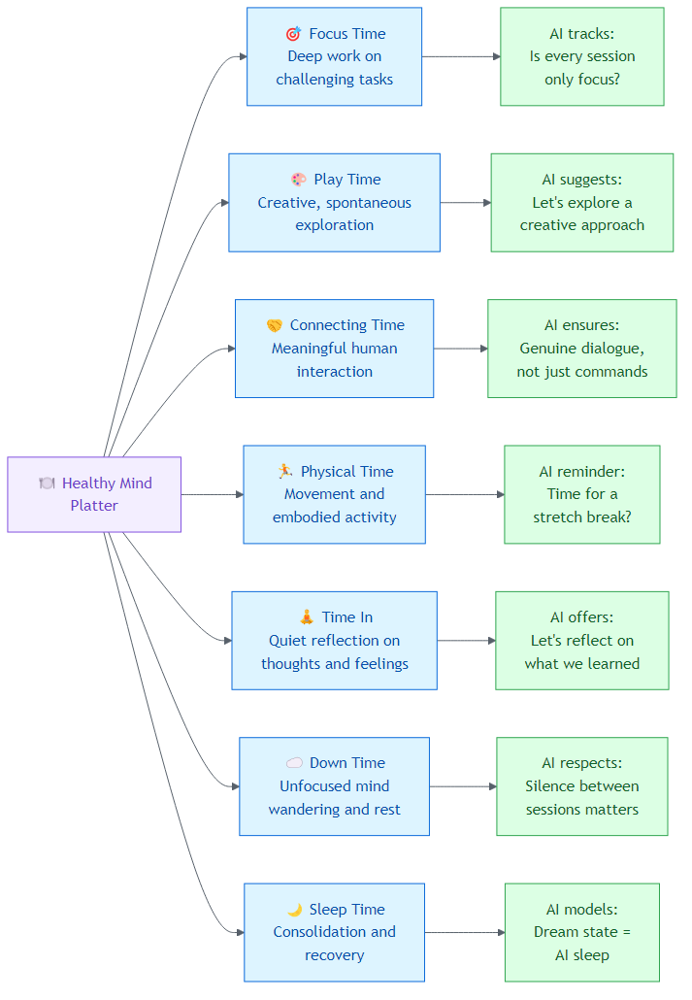 🎯 Focus Time
Deep work on
challenging tasks
AI tracks:
Is every session
only focus?
🎨 Play Time
Creative, spontaneous
exploration
AI suggests:
Let's explore a
creative approach
🤝 Connecting Time
Meaningful human
interaction
AI ensures:
Genuine dialogue,
not just commands
🍽️ Healthy Mind
Platter
🏃 Physical Time
Movement and
embodied activity
AI reminder:
Time for a
stretch break?
🧘 Time In
Quiet reflection on
thoughts and feelings
AI offers:
Let's reflect on
what we learned
☁️ Down Time
Unfocused mind
wandering and rest
AI respects:
Silence between
sessions matters
🌙 Sleep Time
Consolidation and
recovery
AI models:
Dream state =
AI sleep